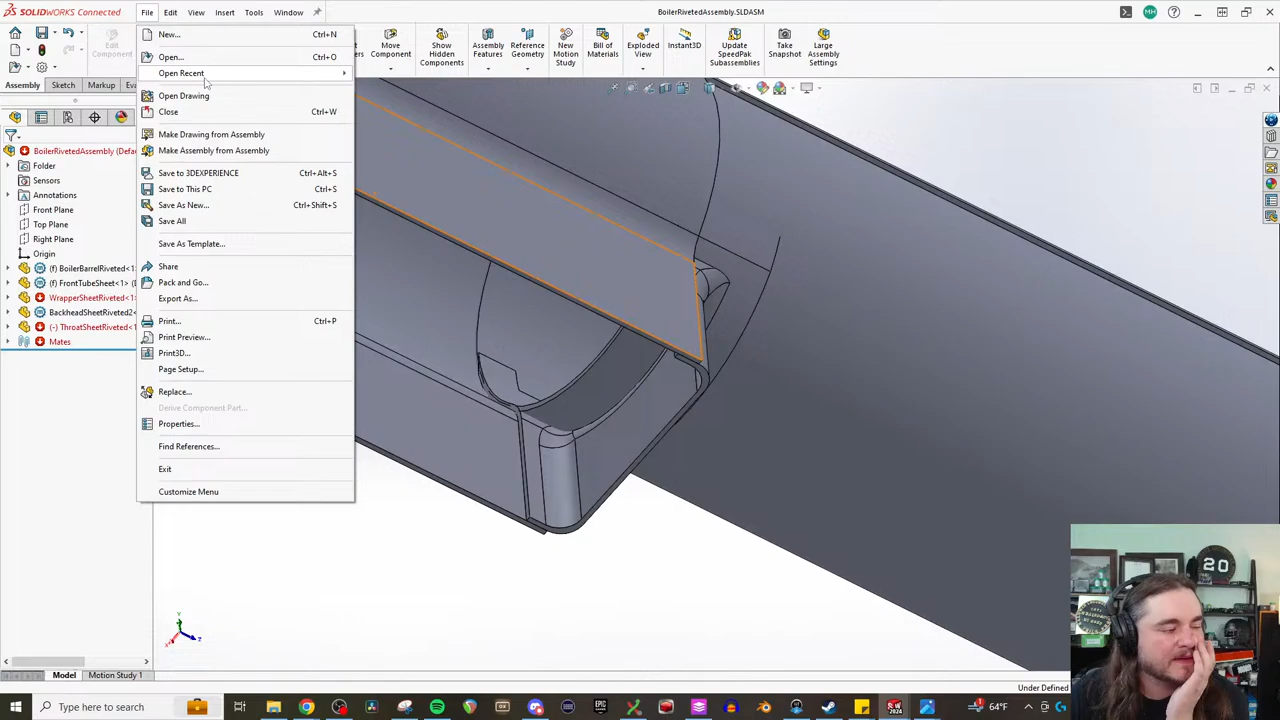 SOLIDWORKS Connected
File Edit View Insert Tools Window
BoilerRivetedAssembly.SLDASM
MH
Edit Component
Move Component
Show Hidden Components
Assembly Features
Reference Geometry
New Motion Study
Bill of Materials
Exploded View
Instant3D
Update SpeedPak Subassemblies
Take Snapshot
Large Assembly Settings
Assembly Sketch Markup
New... Ctrl+N
Open... Ctrl+O
Open Recent
Open Drawing
Close Ctrl+W
Make Drawing from Assembly
Make Assembly from Assembly
Save to 3DEXPERIENCE Ctrl+Alt+S
Save to This PC Ctrl+S
Save As New... Ctrl+Shift+S
Save All
Save As Template...
Share
Pack and Go...
Export As...
Print... Ctrl+P
Print Preview...
Print3D...
Page Setup...
Replace...
Derive Component Part...
Properties...
Find References...
Exit
Customize Menu
BoilerRivetedAssembly (Defa
Folder
Sensors
Annotations
Front Plane
Top Plane
Right Plane
Origin
(f) BoilerBarrelRiveted<1>
(f) FrontTubeSheet<1> (D
WrapperSheetRiveted<1>
BackheadSheetRiveted2<
(-) ThroatSheetRiveted<1
Mates
Y
X
Z
20
Model Motion Study 1
Under Defined
Type here to search
64°F